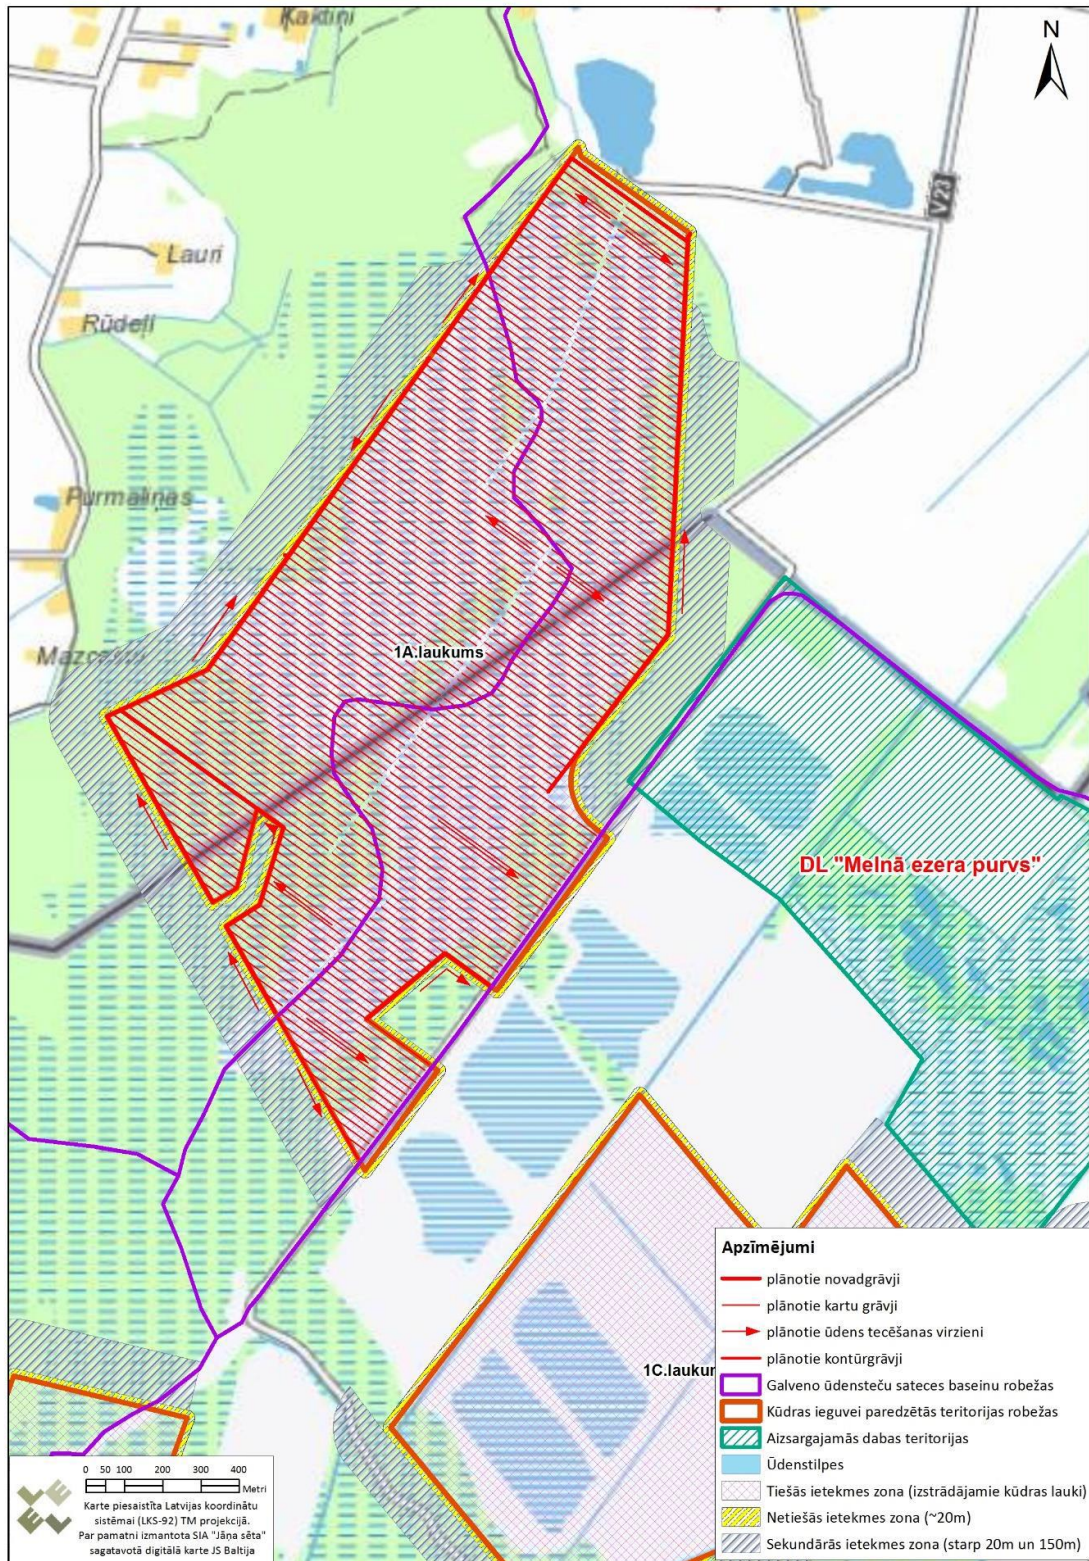 Kaktiņi
N
V23
Lauri
Rūdeļi
Purmaliņas
1A.laukums
DL "Melnā ezera purvs"
Apzīmējumi
plānotie novadgrāvji
plānotie kartu grāvji
plānotie ūdens tecēšanas virzieni
plānotie kontūrgrāvji
1C.laukum
Galveno ūdensteču sateces baseinu robežas
Kūdras ieguvei paredzētās teritorijas robežas
Aizsargajamās dabas teritorijas
Ūdenstilpes
Tiešās ietekmes zona (izstrādājamie kūdras lauki)
Netiešās ietekmes zona (~20m)
Sekundārās ietekmes zona (starp 20m un 150m)
0 50 100 200 300 400
Metri
Karte piesaistīta Latvijas koordinātu
sistēmai (LKS-92) TM projekcijā.
Par pamatni izmantota SIA "Jāņa sēta"
sagatavotā digitālā karte JS Baltija